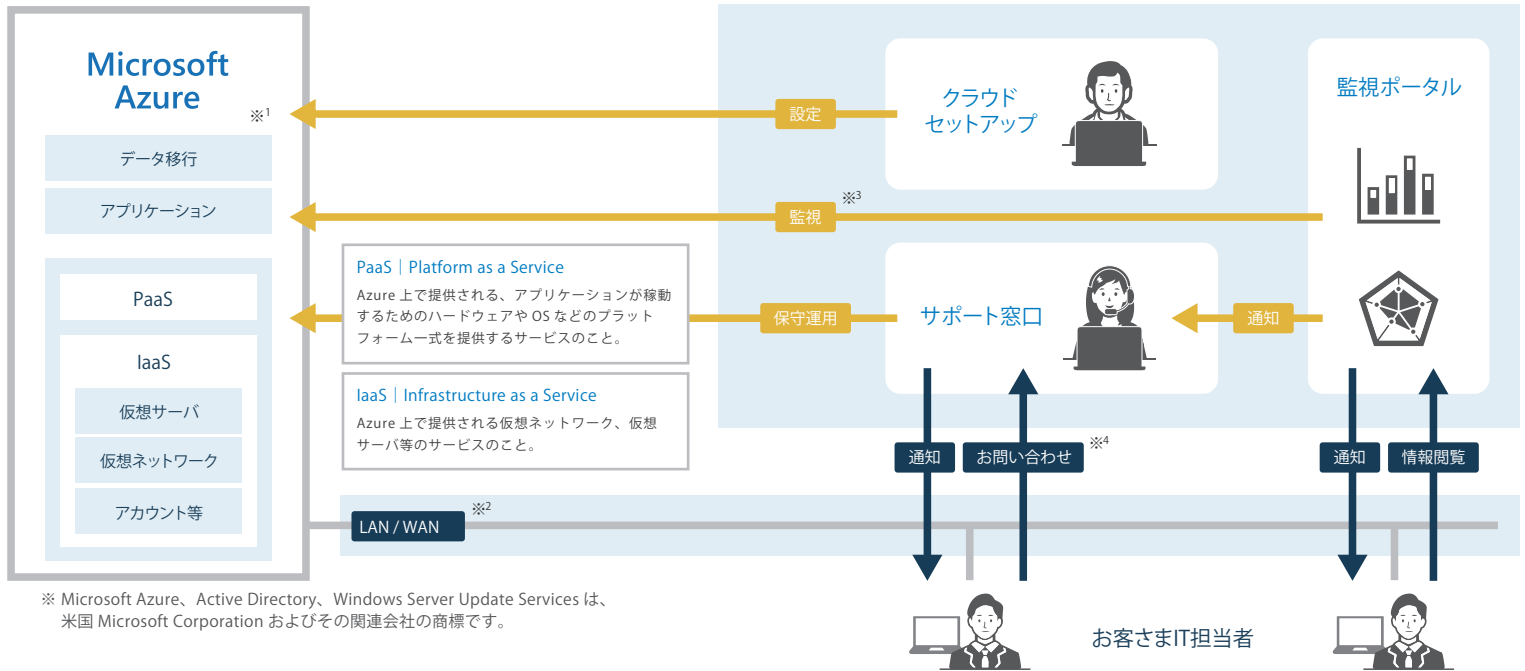 Microsoft
Azure
※1
データ移行
アプリケーション
PaaS
IaaS
仮想サーバ
仮想ネットワーク
アカウント等
設定
クラウド
セットアップ
監視ポータル
監視
※3
PaaS｜Platform as a Service
Azure 上で提供される、アプリケーションが稼動
するためのハードウェアや OS などのプラット
フォーム一式を提供するサービスのこと。
保守運用
サポート窓口
通知
IaaS｜Infrastructure as a Service
Azure 上で提供される仮想ネットワーク、仮想
サーバ等のサービスのこと。
通知
お問い合わせ
※4
通知
情報閲覧
LAN / WAN
※2
※ Microsoft Azure、Active Directory、Windows Server Update Services は、
米国 Microsoft Corporation およびその関連会社の商標です。
お客さまIT担当者